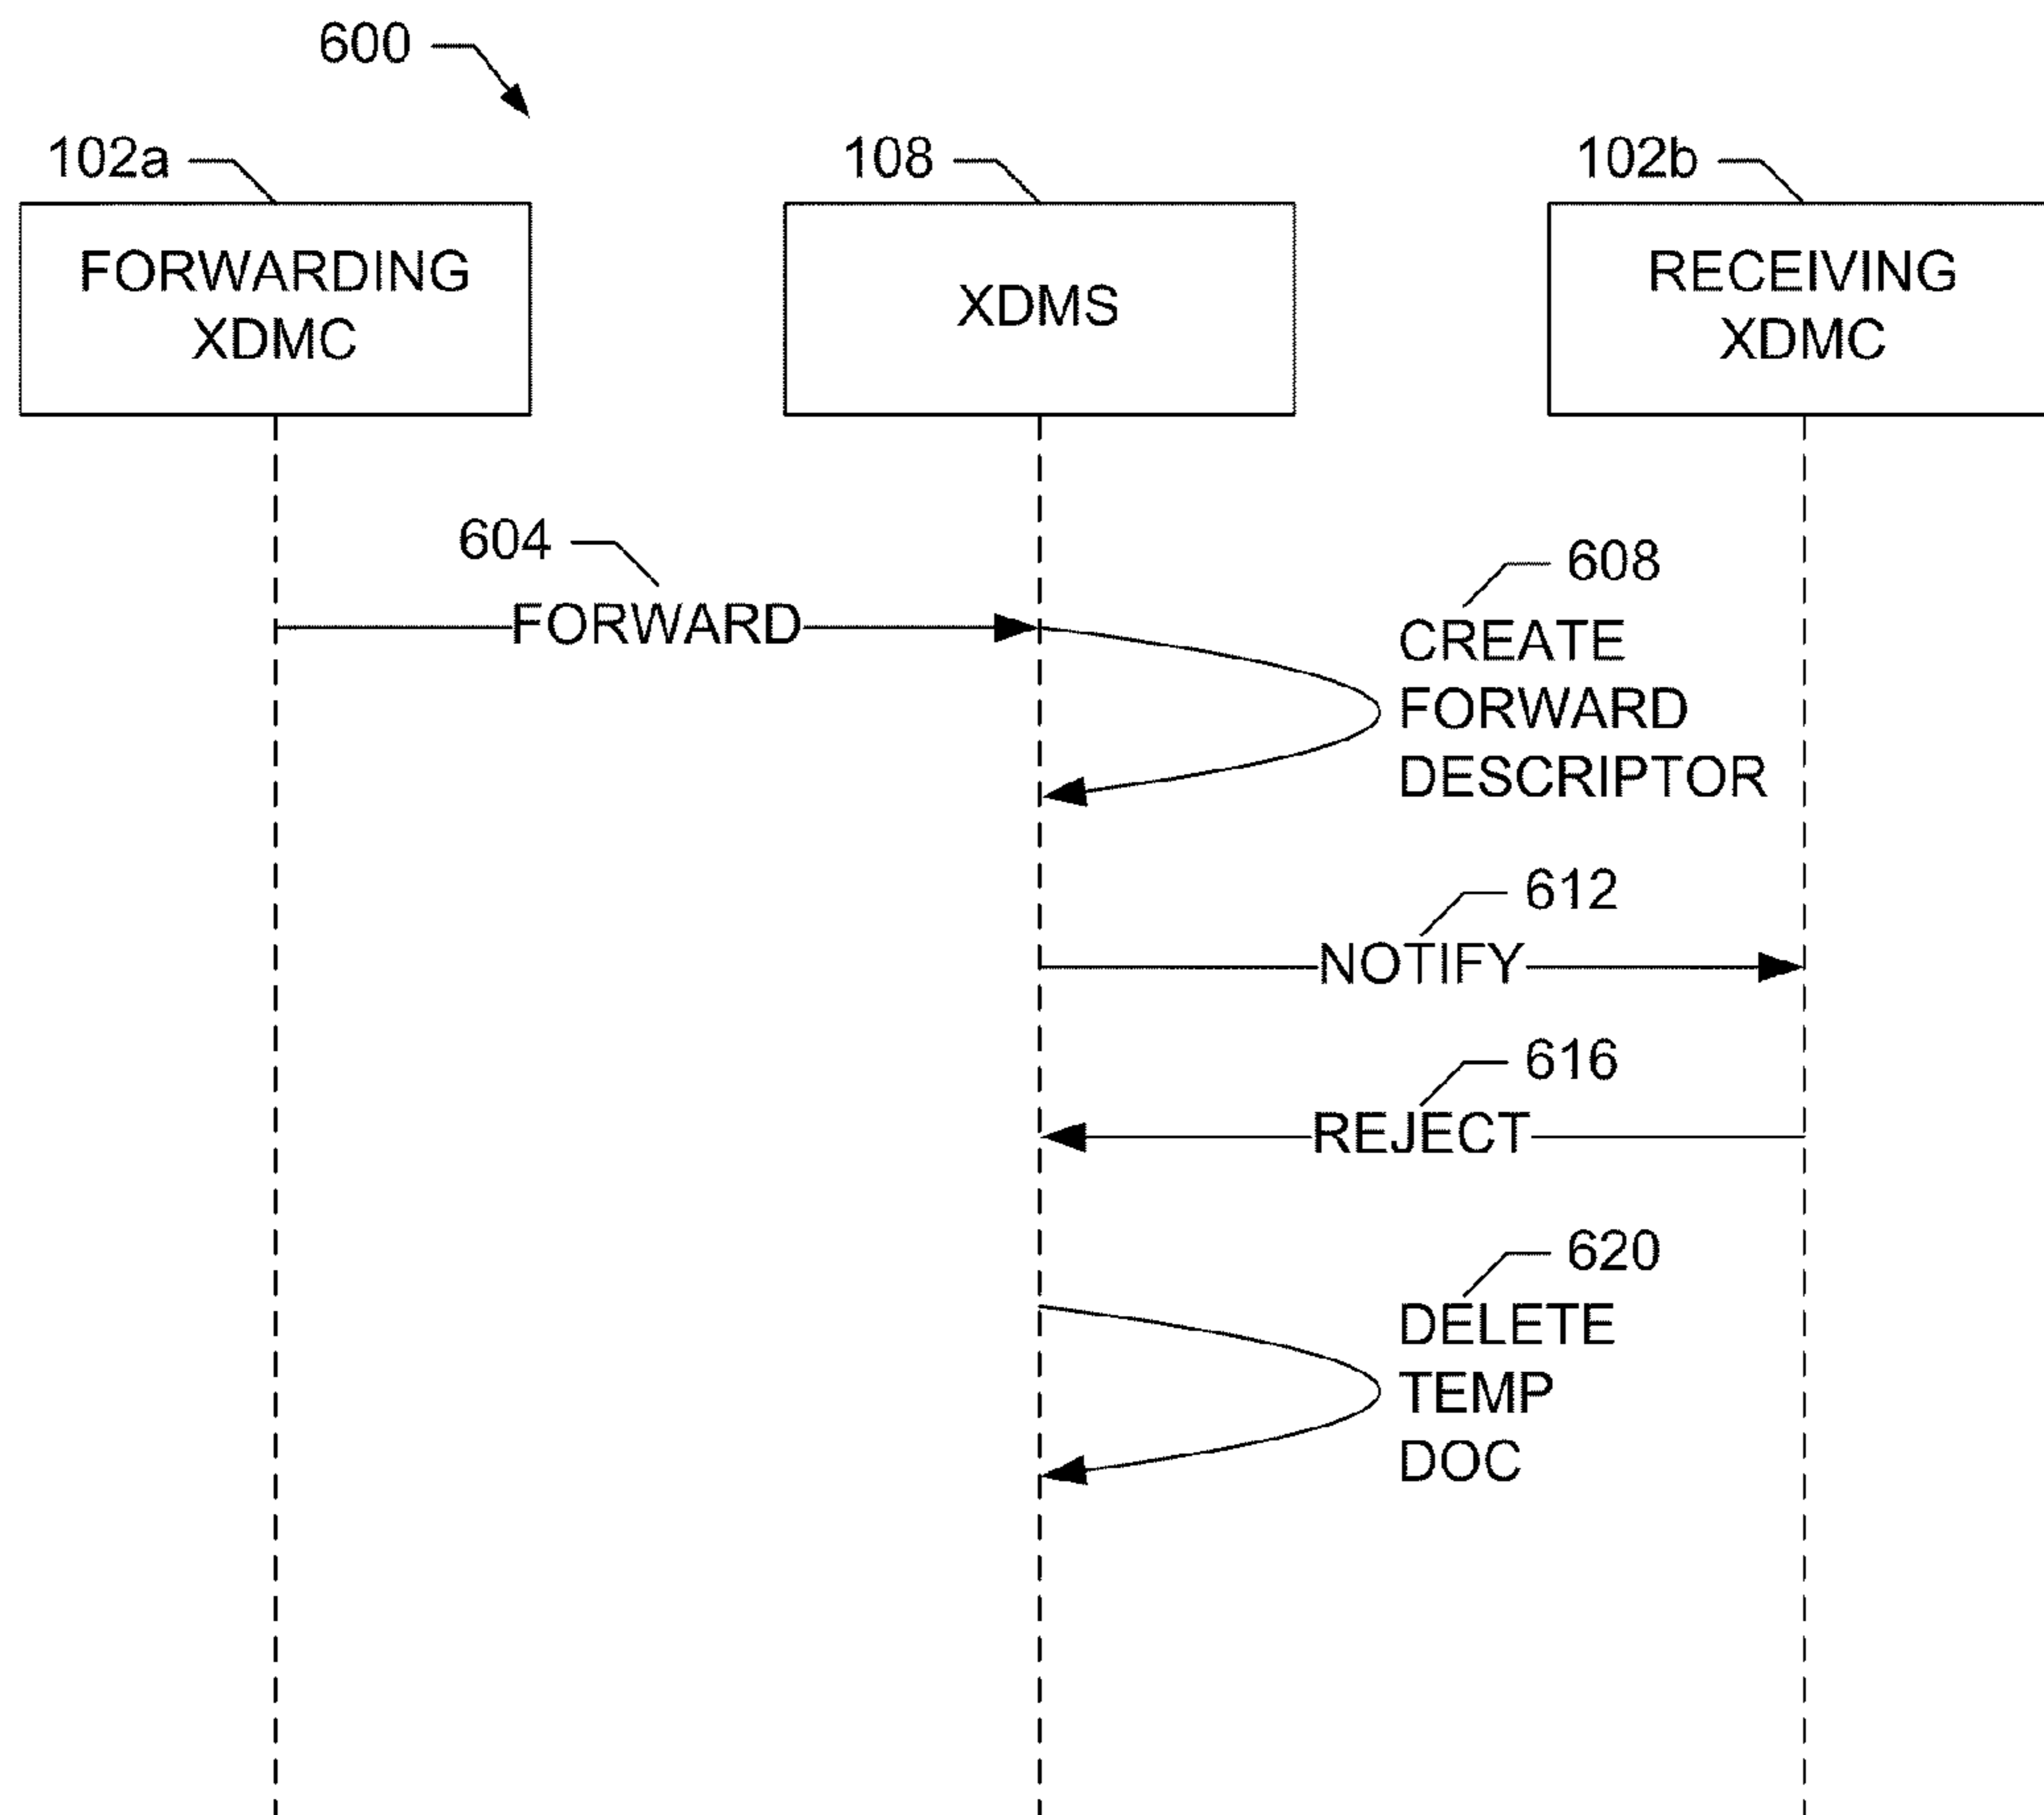 600
102a
108
102b
FORWARDING
XDMC
XDMS
RECEIVING
XDMC
604
FORWARD
608
CREATE
FORWARD
DESCRIPTOR
612
NOTIFY
616
REJECT
620
DELETE
TEMP
DOC